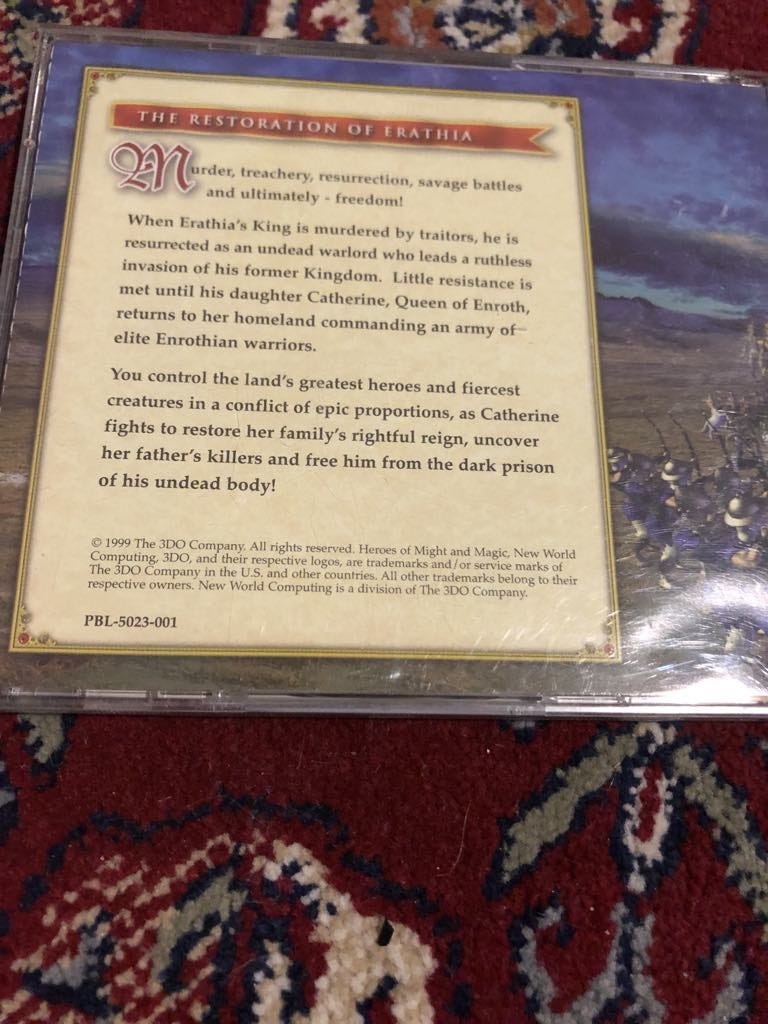 THE RESTORATION OF ERATHIA
Murder, treachery, resurrection, savage battles
and ultimately - freedom!
When Erathia's King is murdered by traitors, he is
resurrected as an undead warlord who leads a ruthless
invasion of his former Kingdom. Little resistance is
met until his daughter Catherine, Queen of Enroth,
returns to her homeland commanding an army of
elite Enrothian warriors.
You control the land's greatest heroes and fiercest
creatures in a conflict of epic proportions, as Catherine
fights to restore her family's rightful reign, uncover
her father's killers and free him from the dark prison
of his undead body!
© 1999 The 3DO Company. All rights reserved. Heroes of Might and Magic, New World
Computing, 3DO, and their respective logos, are trademarks and/or service marks of
The 3DO Company in the U.S. and other countries. All other trademarks belong to their
respective owners. New World Computing is a division of The 3DO Company.
PBL-5023-001